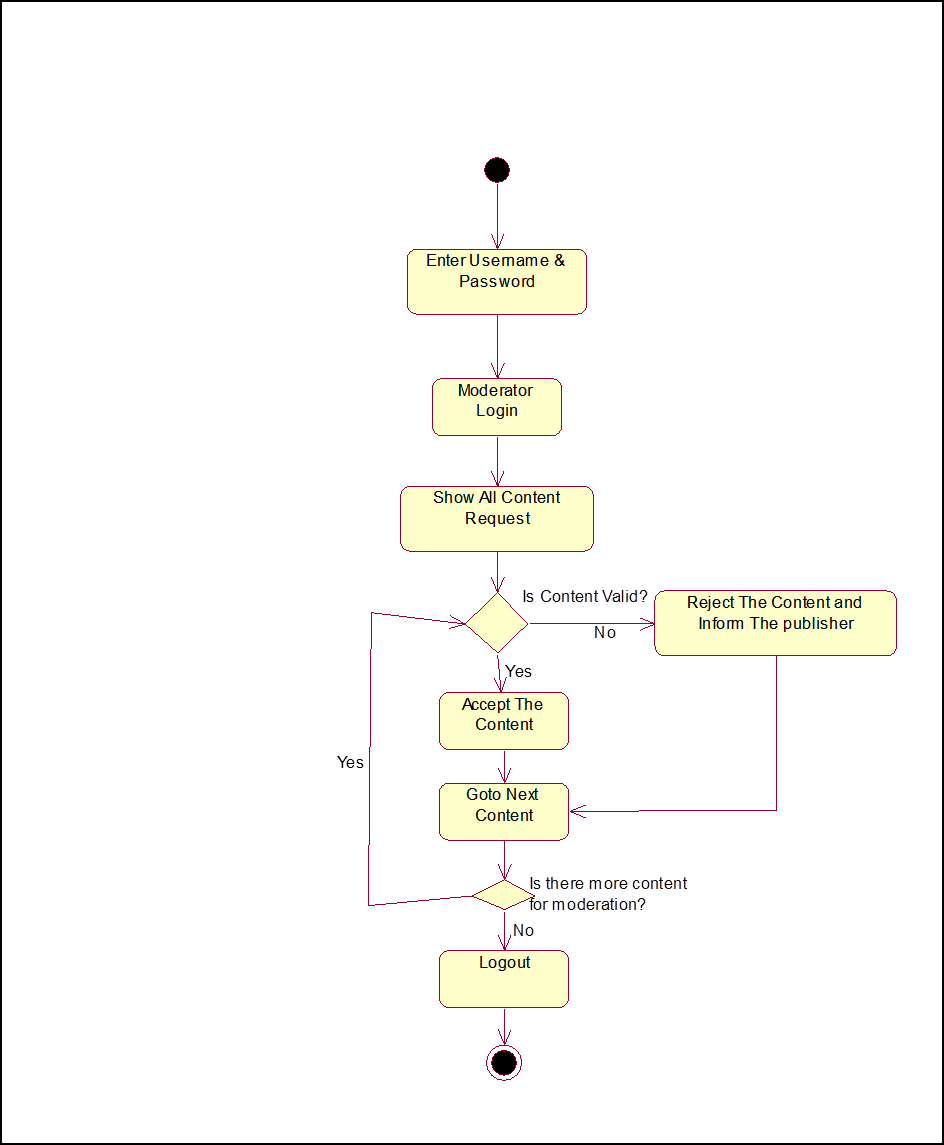 Enter Username &
Password
Moderator
Login
Show All Content
Request
Is Content Valid?
No
Reject The Content and
Inform The publisher
Yes
Accept The
Content
Yes
Goto Next
Content
Is there more content
for moderation?
No
Logout